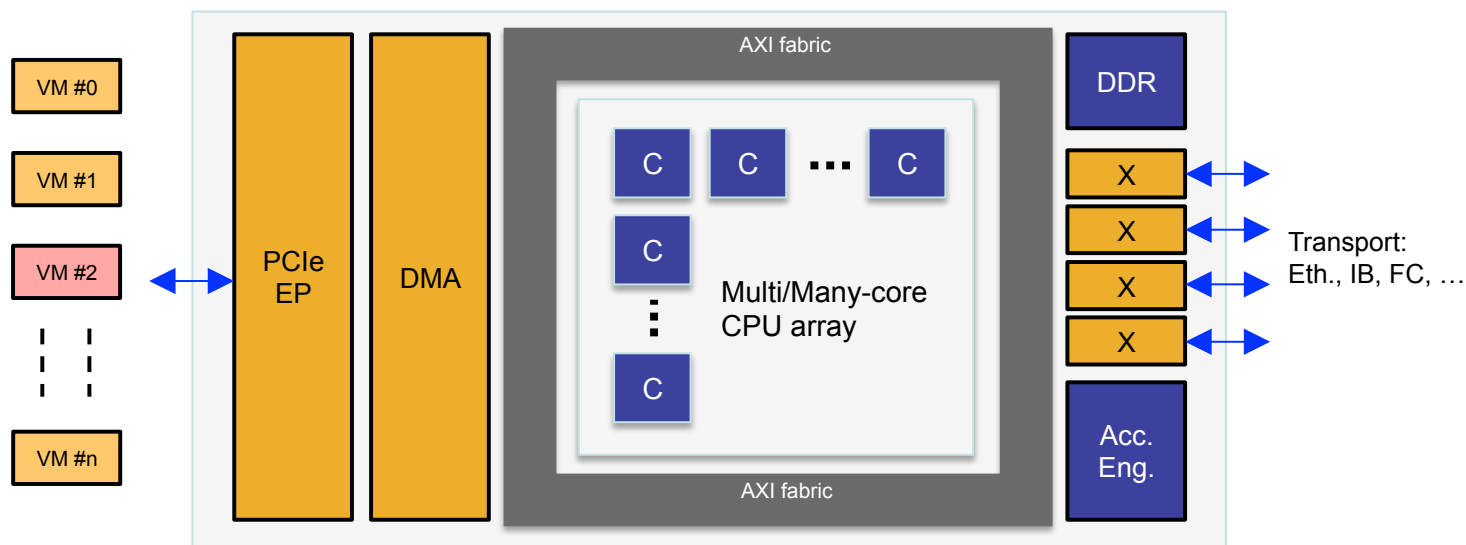 VM #0
VM #1
VM #2
VM #n
PCIe
EP
DMA
AXI fabric
C
C
C
C
C
Multi/Many-core
CPU array
AXI fabric
DDR
X
X
X
X
Acc.
Eng.
Transport:
Eth., IB, FC, …